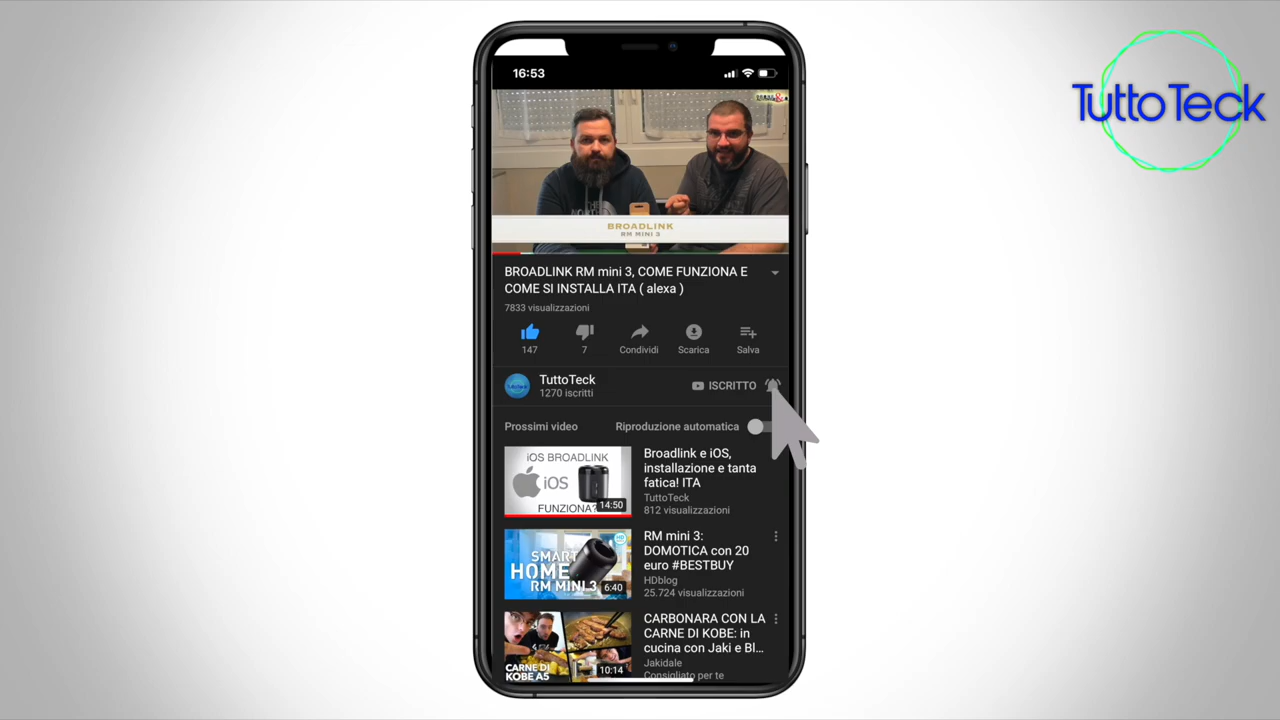 TuttoTeck
16:53
BROADLINK
RM MINI 3
BROADLINK RM mini 3, COME FUNZIONA E
COME SI INSTALLA ITA ( alexa )
7833 visualizzazioni
147
7
Condividi
Scarica
Salva
TuttoTeck
1270 iscritti
ISCRITTO
Prossimi video
Riproduzione automatica
iOS BROADLINK
iOS
FUNZIONA?
14:50
Broadlink e iOS,
installazione e tanta
fatica! ITA
TuttoTeck
812 visualizzazioni
SMART
HOME
RM MINI 3
HD
6:40
RM mini 3:
DOMOTICA con 20
euro #BESTBUY
HDblog
25.724 visualizzazioni
CARNE DI
KOBE A5
10:14
CARBONARA CON LA
CARNE DI KOBE: in
cucina con Jaki e Bl...
Jakidale
Consigliato per te